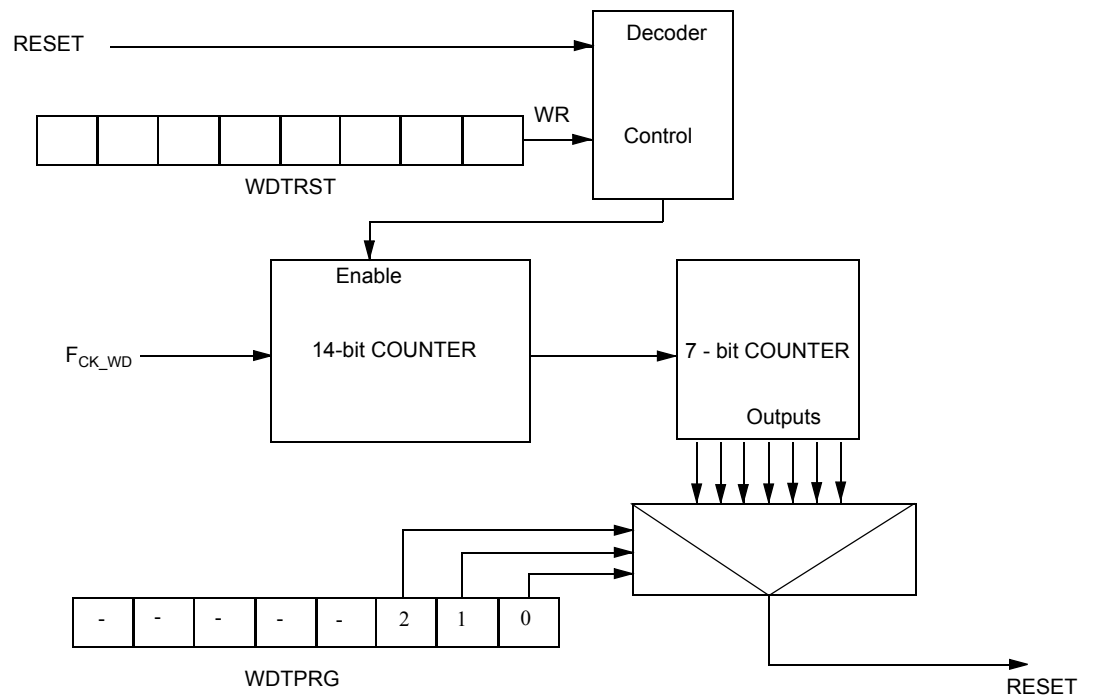 Decoder
RESET
WR
Control
WDTRST
Enable
F_CK_WD
14-bit COUNTER
7 - bit COUNTER
Outputs
- - - - - 2 1 0
WDTPRG
RESET